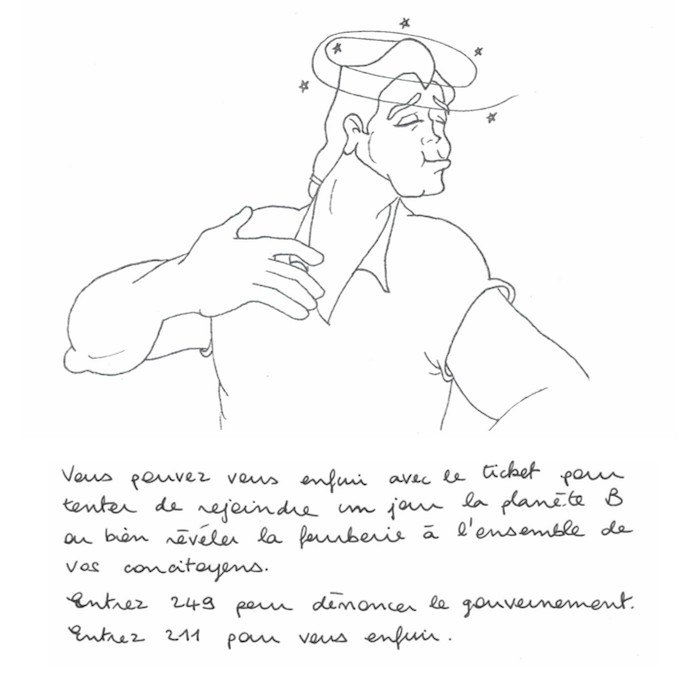 Vous pouvez vous enfuir avec le ticket pour
tenter de rejoindre un jour la planète B
ou bien révéler la fourberie à l'ensemble de
vos concitoyens.
Entrez 249 pour dénoncer le gouvernement.
Entrez 211 pour vous enfuir.